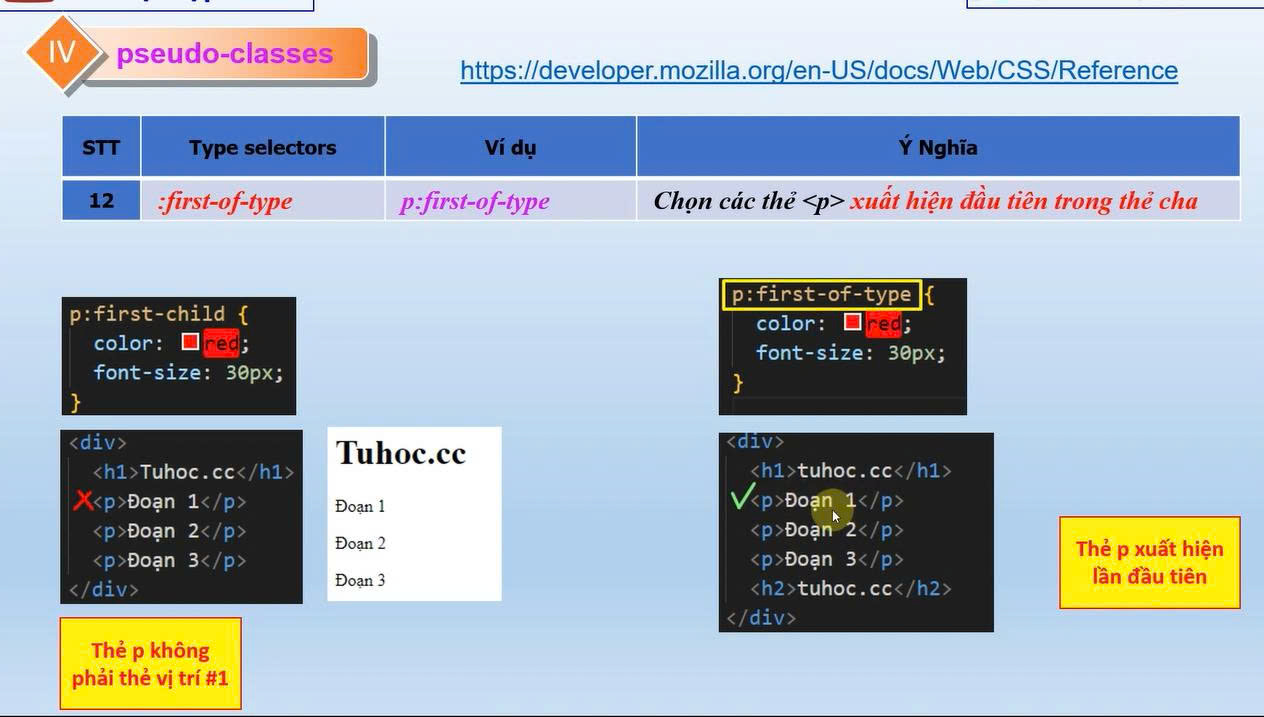 IV pseudo-classes
https://developer.mozilla.org/en-US/docs/Web/CSS/Reference
STT Type selectors Ví dụ Ý Nghĩa
12 :first-of-type p:first-of-type Chọn các thẻ <p> xuất hiện đầu tiên trong thẻ cha
p:first-child {
color: red;
font-size: 30px;
}
<div>
<h1>Tuhoc.cc</h1>
<p>Đoạn 1</p>
<p>Đoạn 2</p>
<p>Đoạn 3</p>
</div>
Tuhoc.cc
Đoạn 1
Đoạn 2
Đoạn 3
Thẻ p không
phải thẻ vị trí #1
p:first-of-type {
color: red;
font-size: 30px;
}
<div>
<h1>tuhoc.cc</h1>
<p>Đoạn 1</p>
<p>Đoạn 2</p>
<p>Đoạn 3</p>
<h2>tuhoc.cc</h2>
</div>
Thẻ p xuất hiện
lần đầu tiên